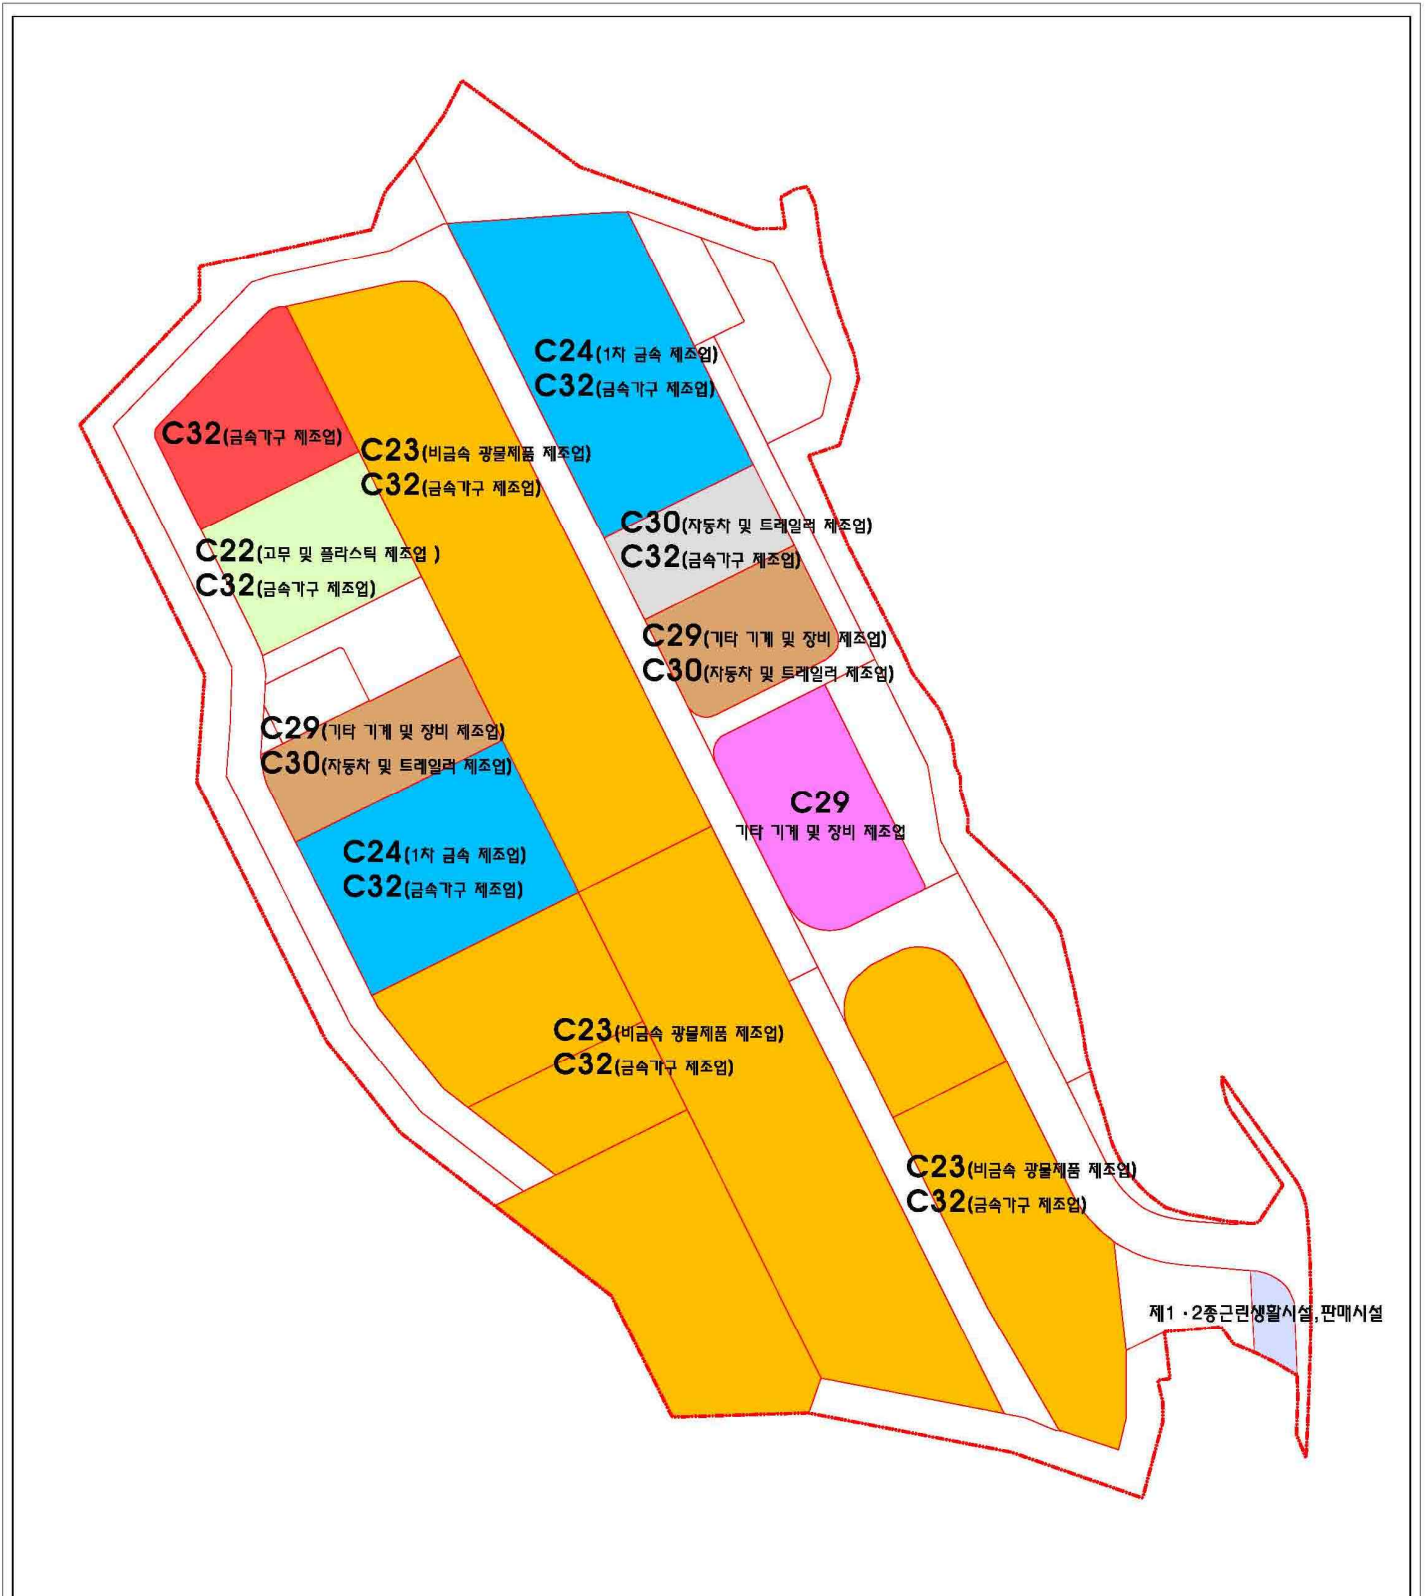 C24(1차 금속 제조업)
C32(금속가구 제조업)
C32(금속가구 제조업)
C23(비금속 광물제품 제조업)
C32(금속가구 제조업)
C30(자동차 및 트레일러 제조업)
C32(금속가구 제조업)
C22(고무 및 플라스틱 제조업 )
C32(금속가구 제조업)
C29(기타 기계 및 장비 제조업)
C30(자동차 및 트레일러 제조업)
C29(기타 기계 및 장비 제조업)
C30(자동차 및 트레일러 제조업)
C29
기타 기계 및 장비 제조업
C24(1차 금속 제조업)
C32(금속가구 제조업)
C23(비금속 광물제품 제조업)
C32(금속가구 제조업)
C23(비금속 광물제품 제조업)
C32(금속가구 제조업)
제1·2종근린생활시설,판매시설